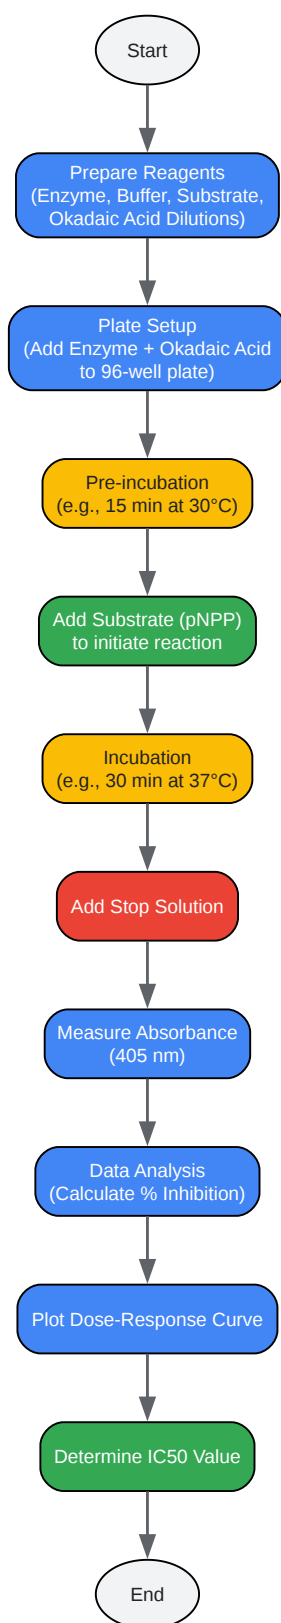 Start
Prepare Reagents
(Enzyme, Buffer, Substrate,
Okadaic Acid Dilutions)
Plate Setup
(Add Enzyme + Okadaic Acid
to 96-well plate)
Pre-incubation
(e.g., 15 min at 30°C)
Add Substrate (pNPP)
to initiate reaction
Incubation
(e.g., 30 min at 37°C)
Add Stop Solution
Measure Absorbance
(405 nm)
Data Analysis
(Calculate % Inhibition)
Plot Dose-Response Curve
Determine IC50 Value
End